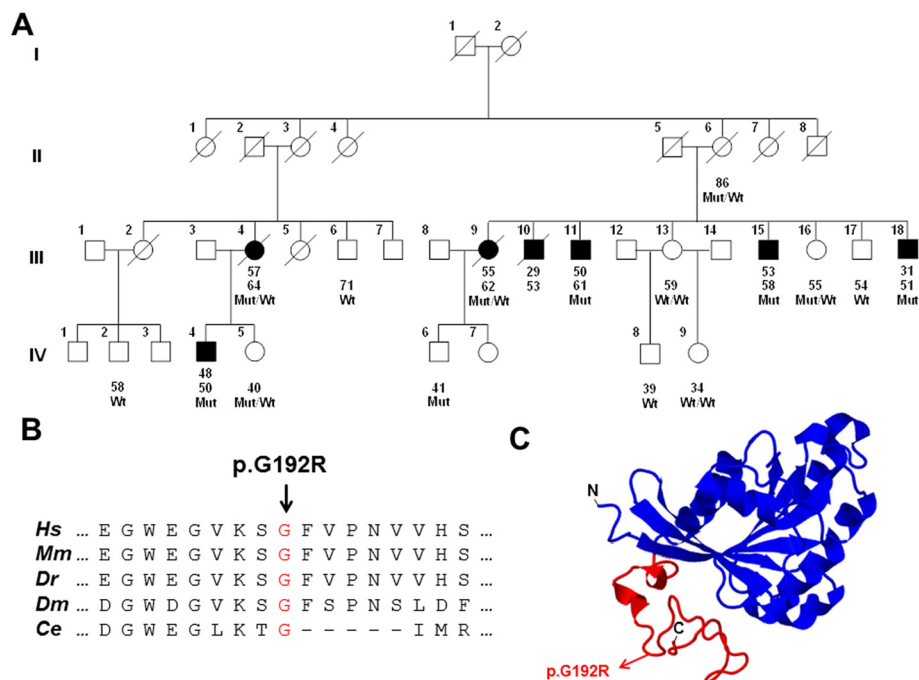 A
I
1 2
II
1 2 3 4 5 6 7 8
86
Mut/Wt
III
1 2 3 4 5 6 7 8 9 10 11 12 13 14 15 16 17 18
57 71 55 29 50 59 53 55 54 31
64 Wt 62 53 61 Wt/Wt 58 Mut/Wt Wt 51
Mut/Wt Mut/Wt Mut Mut Mut
IV
1 2 3 4 5 6 7 8 9
58 48 40 41 39 34
Wt 50 Mut/Wt Mut Wt Wt/Wt
Mut
B
p.G192R
Hs ... E G W E G V K S G F V P N V V H S ...
Mm ... E G W E G V K S G F V P N V V H S ...
Dr ... E G W E G V K S G F V P N V V H S ...
Dm ... D G W D G V K S G F S P N S L D F ...
Ce ... D G W E G L K T G - - - - - I M R ...
C
N
C
p.G192R